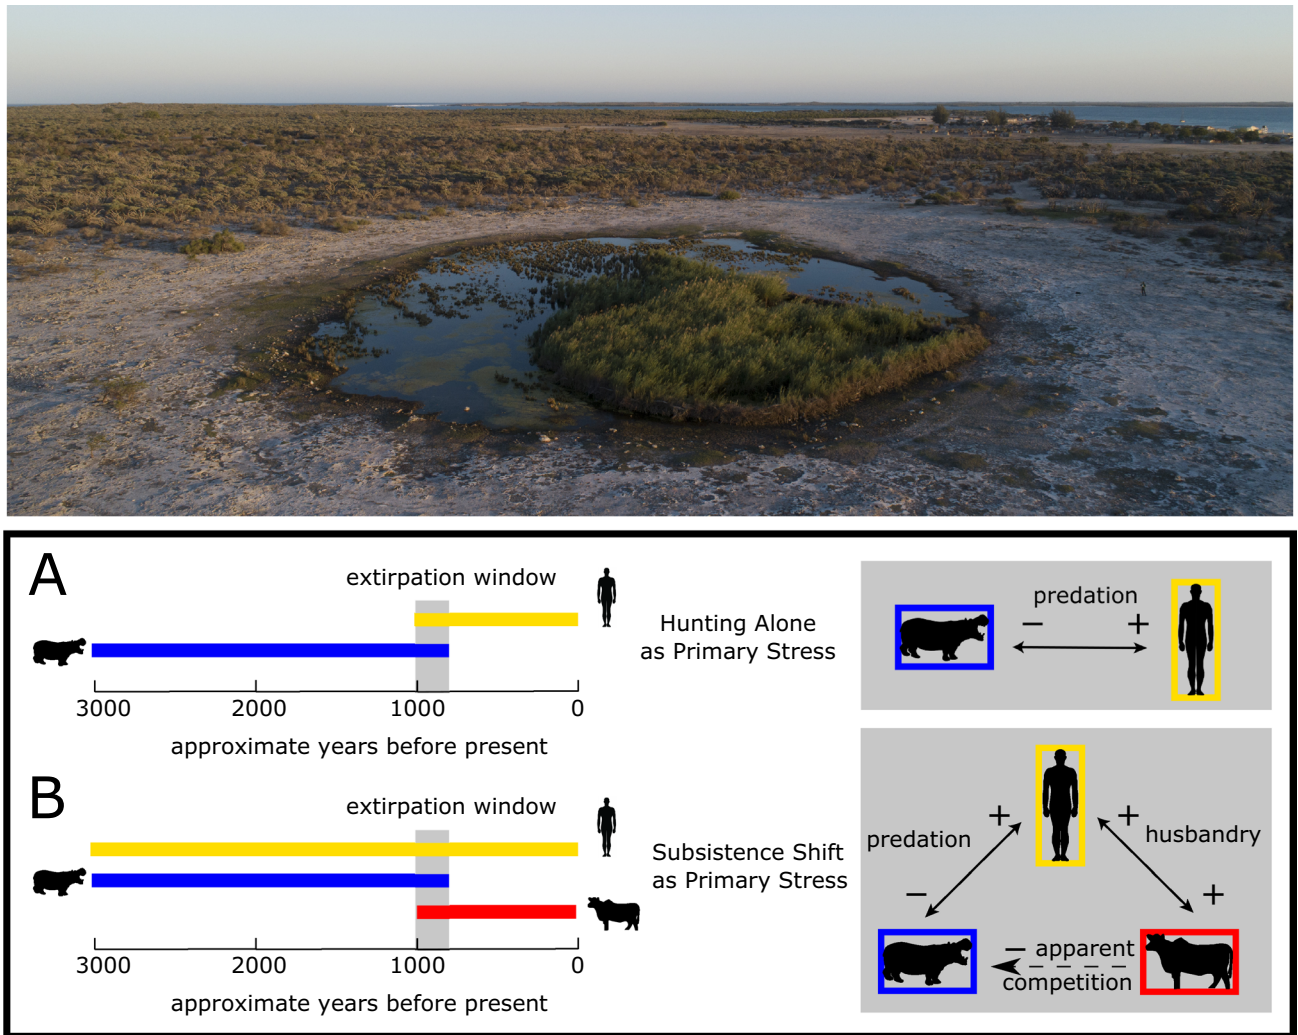 A
extirpation window
Hunting Alone
as Primary Stress
3000 2000 1000 0
approximate years before present
predation
− +
B
extirpation window
Subsistence Shift
as Primary Stress
3000 2000 1000 0
approximate years before present
+ +
predation husbandry
− +
− apparent
competition